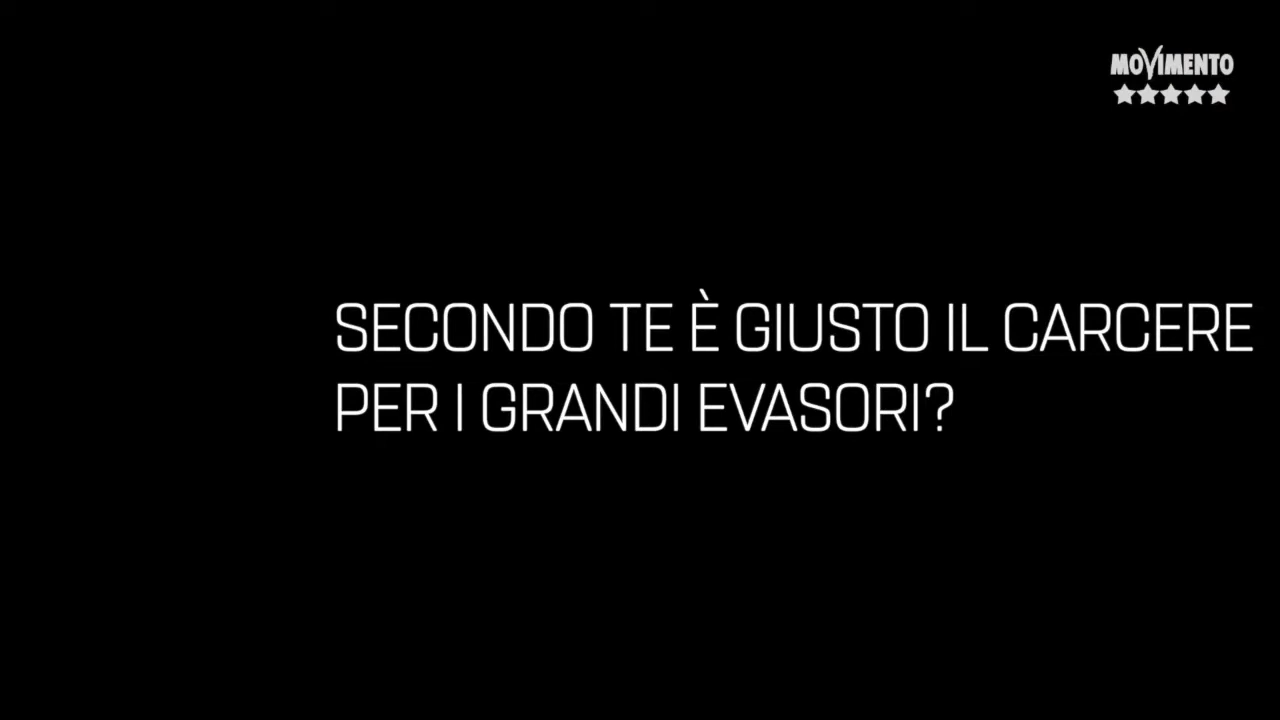 MOVIMENTO
SECONDO TE È GIUSTO IL CARCERE
PER I GRANDI EVASORI?